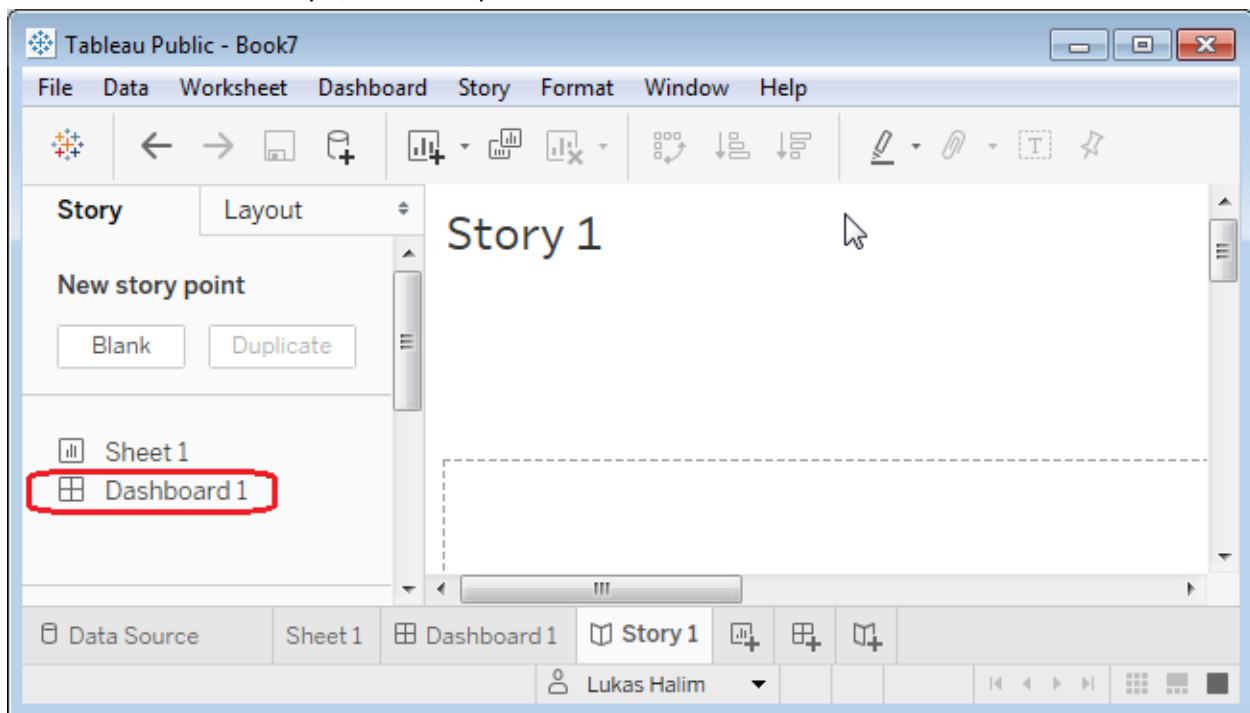 Tableau Public - Book7
File Data Worksheet Dashboard Story Format Window Help
T
Story Layout
Story 1
New story point
Blank Duplicate
Sheet 1
Dashboard 1
Data Source Sheet 1 Dashboard 1 Story 1
Lukas Halim